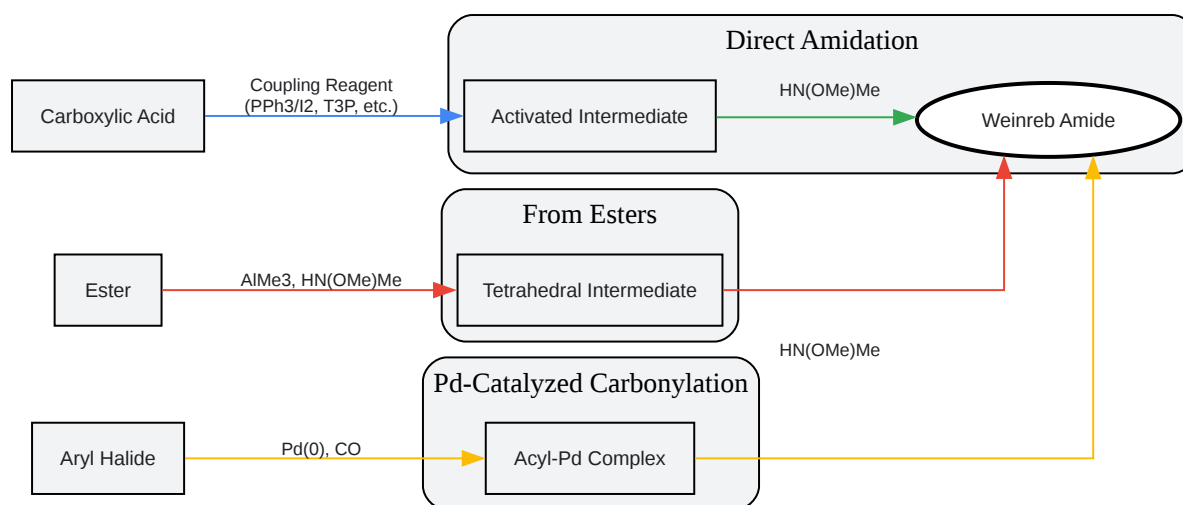 Direct Amidation
Carboxylic Acid
Coupling Reagent
(PPh3/I2, T3P, etc.)
Activated Intermediate
HN(OMe)Me
Weinreb Amide
From Esters
Ester
AlMe3, HN(OMe)Me
Tetrahedral Intermediate
HN(OMe)Me
Pd-Catalyzed Carbonylation
Aryl Halide
Pd(0), CO
Acyl-Pd Complex